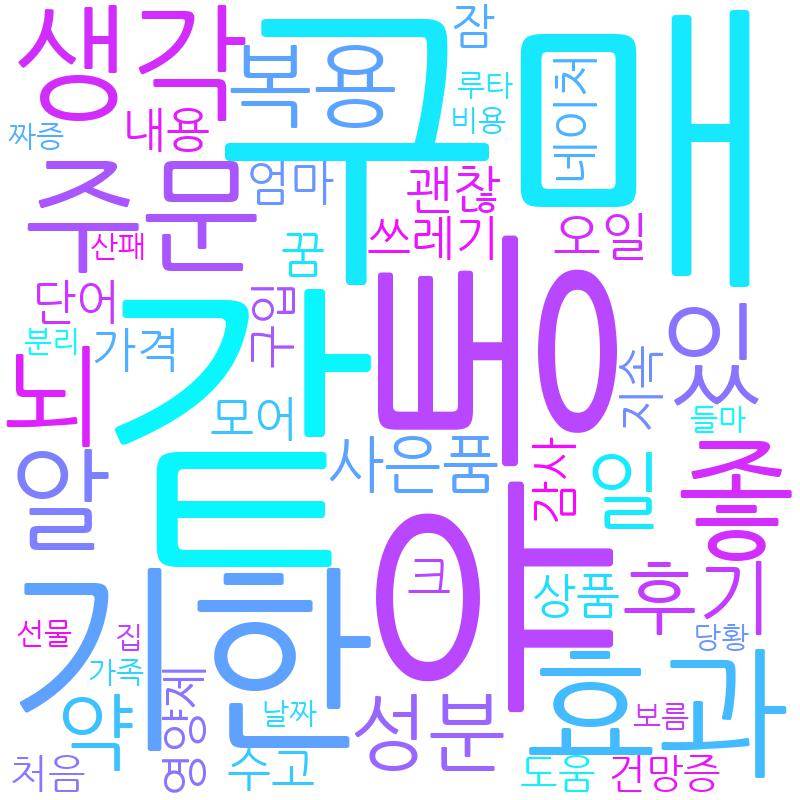 생각
구매
잠
복용
네이처
루타
비용
짜증
내용
주문
엄마
괜찮
쓰레기
오일
산패
꿈
단어
구입
같
빼
있
분리
가격
지속
뇌
모어
들마
사은품
감사
일
좋
알
기한
야
크
상품
후기
선물
집
당황
가족
효과
약
영양제
날짜
성분
보름
처음
수고
도움
건망증